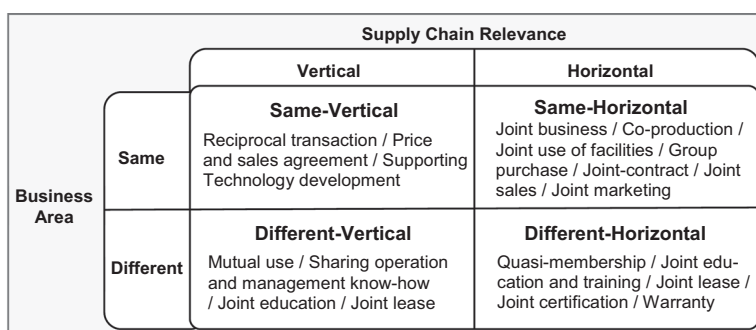 Supply Chain Relevance
Vertical
Horizontal
Business
Area
Same
Same-Vertical
Reciprocal transaction / Price
and sales agreement / Supporting
Technology development
Same-Horizontal
Joint business / Co-production /
Joint use of facilities / Group
purchase / Joint-contract / Joint
sales / Joint marketing
Different
Different-Vertical
Mutual use / Sharing operation
and management know-how
/ Joint education / Joint lease
Different-Horizontal
Quasi-membership / Joint edu-
cation and training / Joint lease /
Joint certification / Warranty